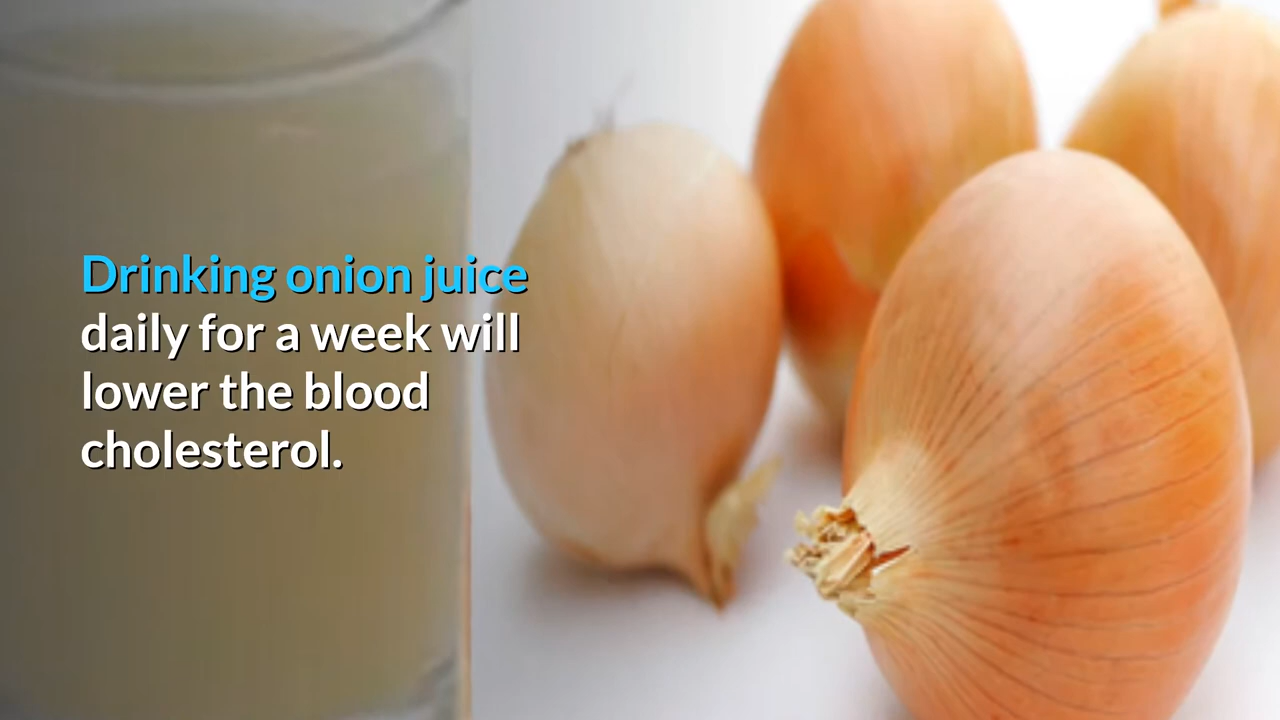 Drinking onion juice
daily for a week will
lower the blood
cholesterol.